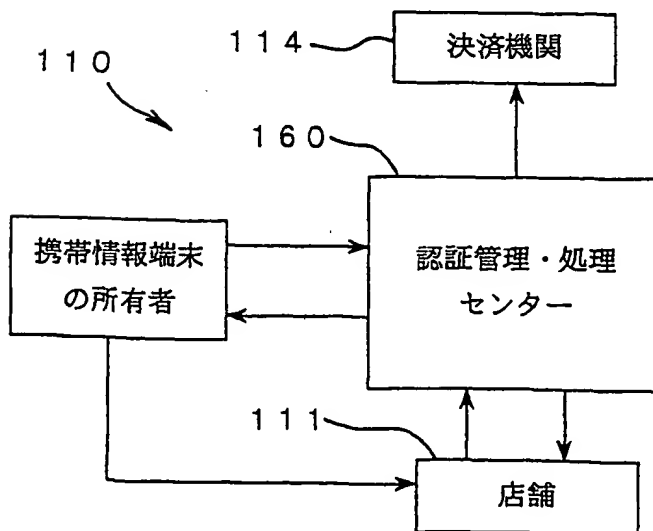 114
決済機関
110
160
携帯情報端末
の所有者
認証管理・処理
センター
111
店舗